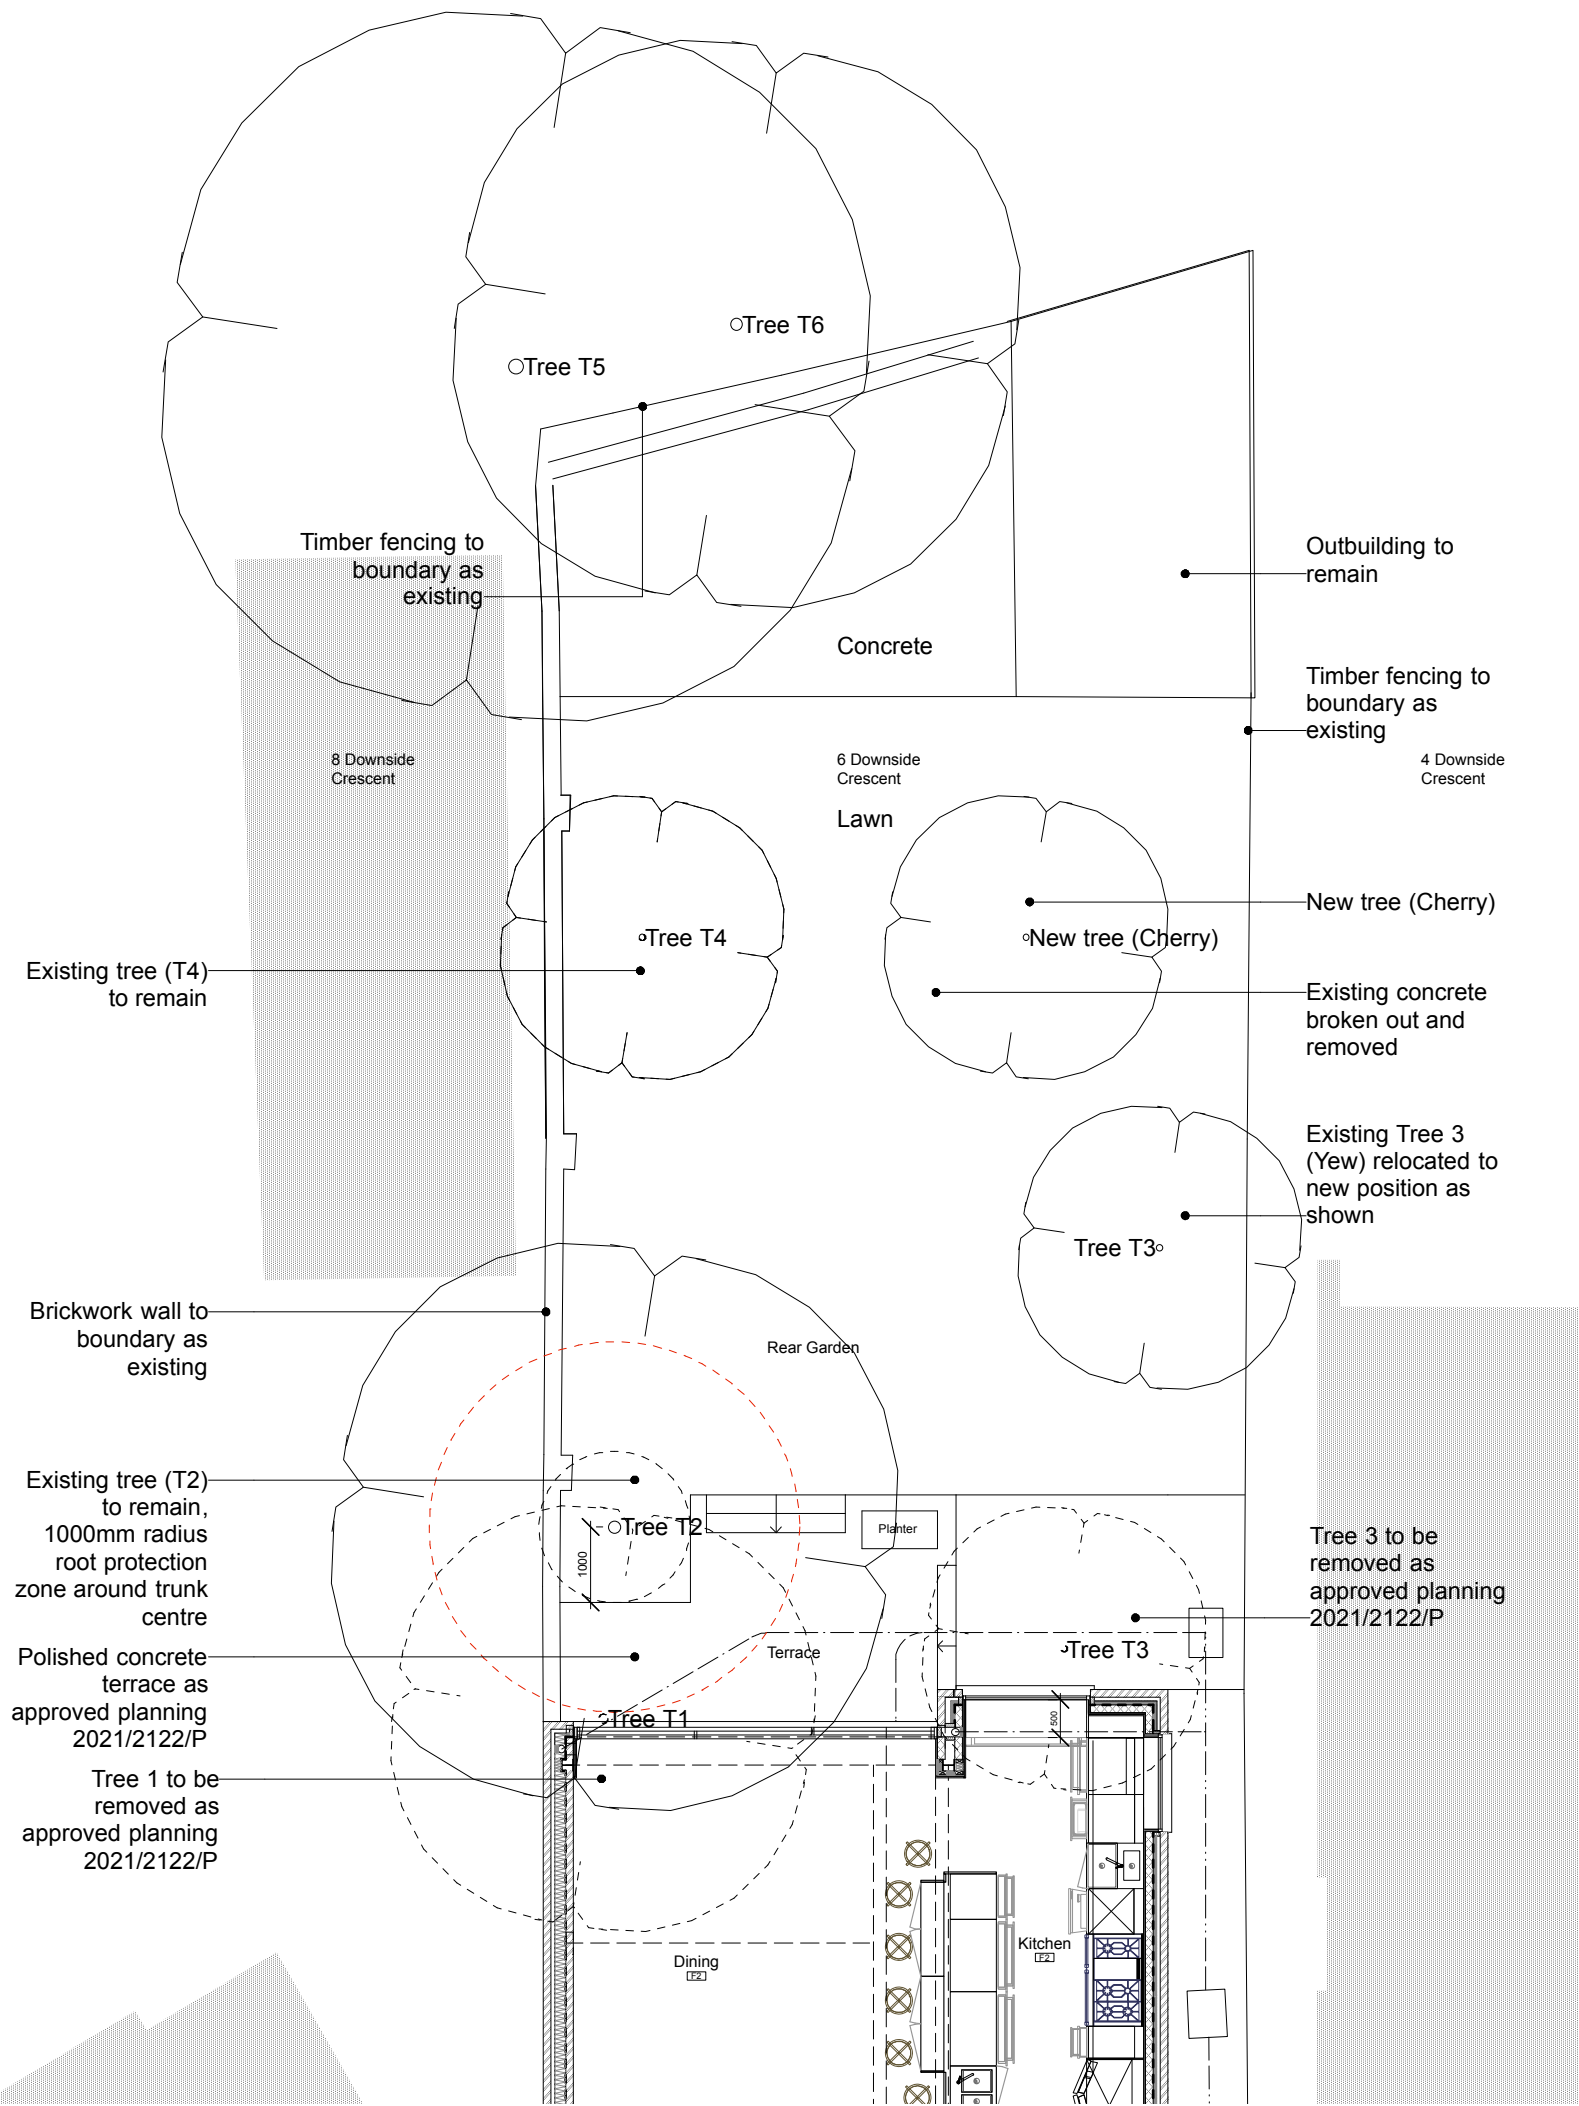 Tree T6
Tree T5
Timber fencing to
boundary as
existing
Outbuilding to
remain
Concrete
Timber fencing to
boundary as
existing
8 Downside
Crescent
6 Downside
Crescent
4 Downside
Crescent
Lawn
New tree (Cherry)
Tree T4
New tree (Cherry)
Existing tree (T4)
to remain
Existing concrete
broken out and
removed
Existing Tree 3
(Yew) relocated to
new position as
shown
Tree T3
Brickwork wall to
boundary as
existing
Rear Garden
Existing tree (T2)
to remain,
1000mm radius
root protection
zone around trunk
centre
Tree T2
1000
Planter
Tree 3 to be
removed as
approved planning
2021/2122/P
Polished concrete
terrace as
approved planning
2021/2122/P
Terrace
Tree T3
Tree T1
500
Tree 1 to be
removed as
approved planning
2021/2122/P
Dining
F2
Kitchen
F2